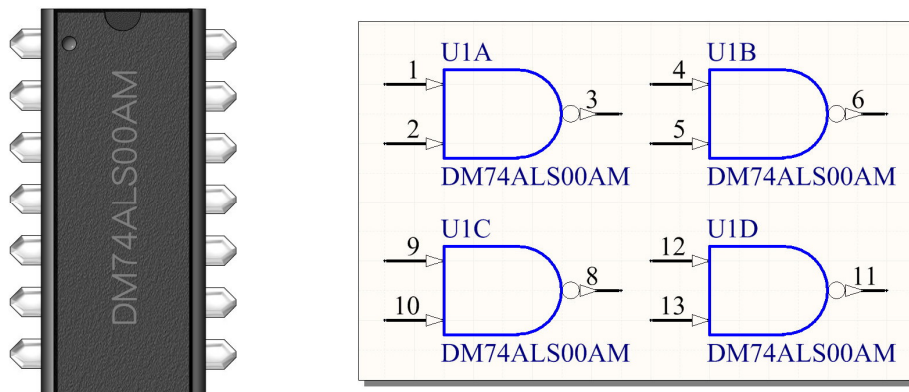 DM74ALS00AM
U1A
1
2
3
DM74ALS00AM
U1B
4
5
6
DM74ALS00AM
U1C
9
10
8
DM74ALS00AM
U1D
12
13
11
DM74ALS00AM